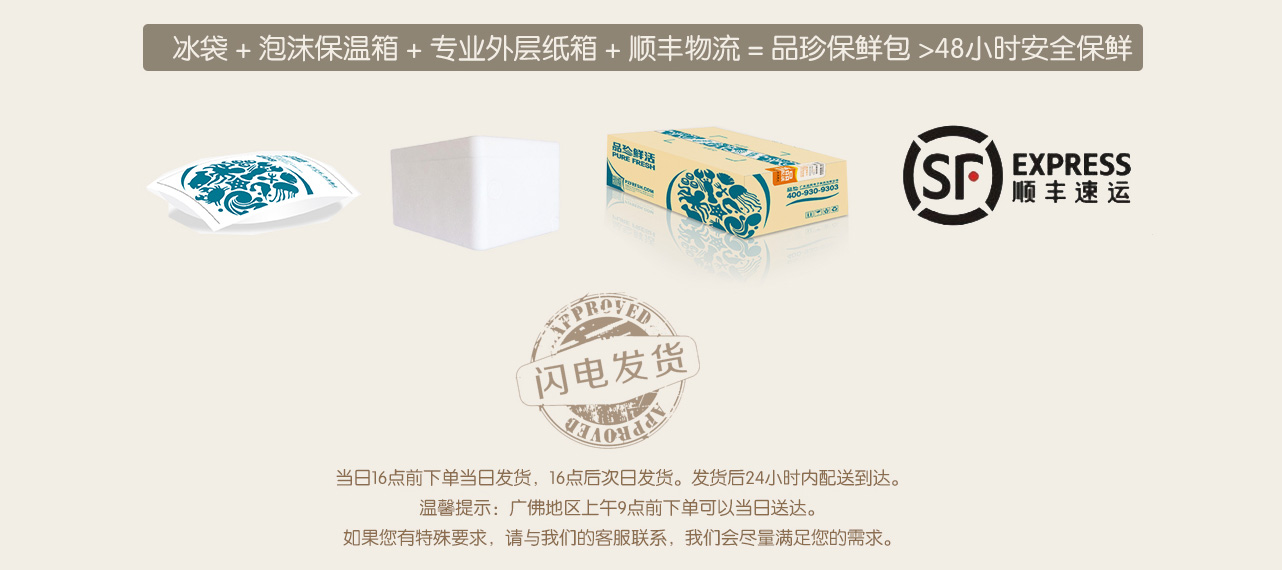 冰袋 + 泡沫保温箱 + 专业外层纸箱 + 顺丰物流 = 品珍保鲜包 >48小时安全保鲜
品珍鲜活
PURE FRESH
400-930-9303
SF EXPRESS
顺丰速运
APPROVED
闪电发货
APPROVED
当日16点前下单当日发货，16点后次日发货。发货后24小时内配送到达。
温馨提示：广佛地区上午9点前下单可以当日送达。
如果您有特殊要求，请与我们的客服联系，我们会尽量满足您的需求。